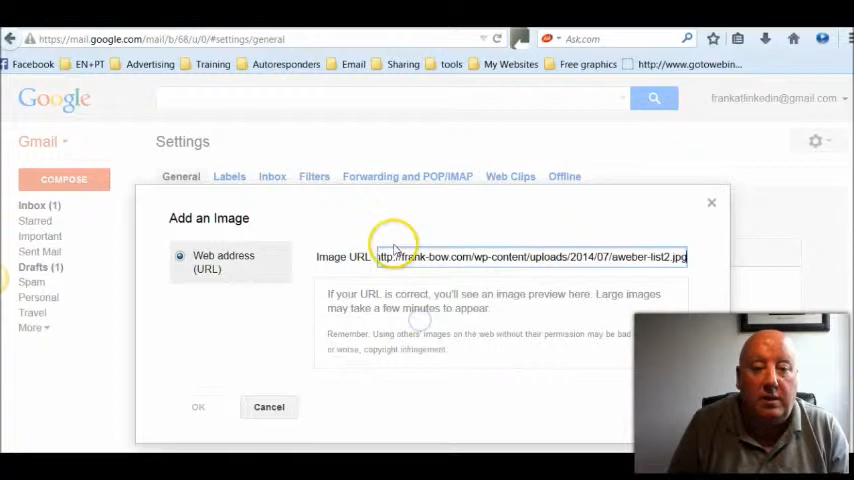 https://mail.google.com/mail/b/68/u/0/#settings/general
Ask.com
Facebook EN+PT Advertising Training Autoresponders Email Sharing tools My Websites Free graphics http://www.gotowebin...
Google
frankatlinkedin@gmail.com
Gmail
Settings
COMPOSE
General Labels Inbox Filters Forwarding and POP/IMAP Web Clips Offline
Inbox (1)
Starred
Important
Sent Mail
Drafts (1)
Spam
Personal
Travel
More
Add an Image
Web address
(URL)
Image URL http://frank-bow.com/wp-content/uploads/2014/07/aweber-list2.jpg
If your URL is correct, you'll see an image preview here. Large images
may take a few minutes to appear.
Remember: Using others' images on the web without their permission may be bad
or worse, copyright infringement.
OK Cancel